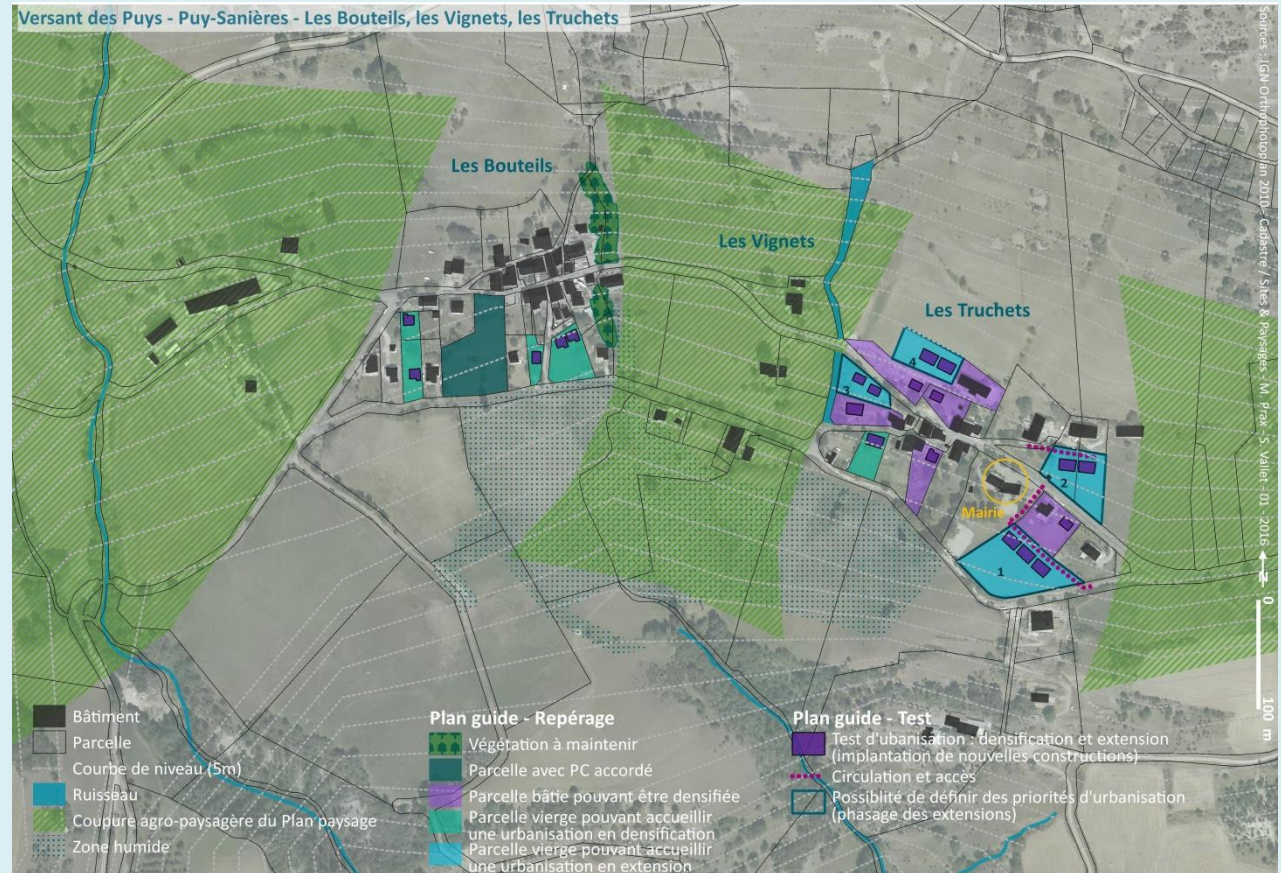 Versant des Puys - Puy-Sanières - Les Bouteils, les Vignets, les Truchets
Sources : IGN Orthophotoplan 2010 - Cadastre / Sites & Paysages - M. Prax - S. Vallet - 01 - 2016
Les Bouteils
Les Vignets
Les Truchets
4
3
2
Mairie
1
N
0
100 m
Bâtiment
Parcelle
Courbe de niveau (5m)
Ruisseau
Coupure agro-paysagère du Plan paysage
Zone humide
Plan guide - Repérage
Végétation à maintenir
Parcelle avec PC accordé
Parcelle bâtie pouvant être densifiée
Parcelle vierge pouvant accueillir
une urbanisation en densification
Parcelle vierge pouvant accueillir
une urbanisation en extension
Plan guide - Test
Test d'ubanisation : densification et extension
(implantation de nouvelles constructions)
Circulation et accès
Possiblité de définir des priorités d'urbanisation
(phasage des extensions)